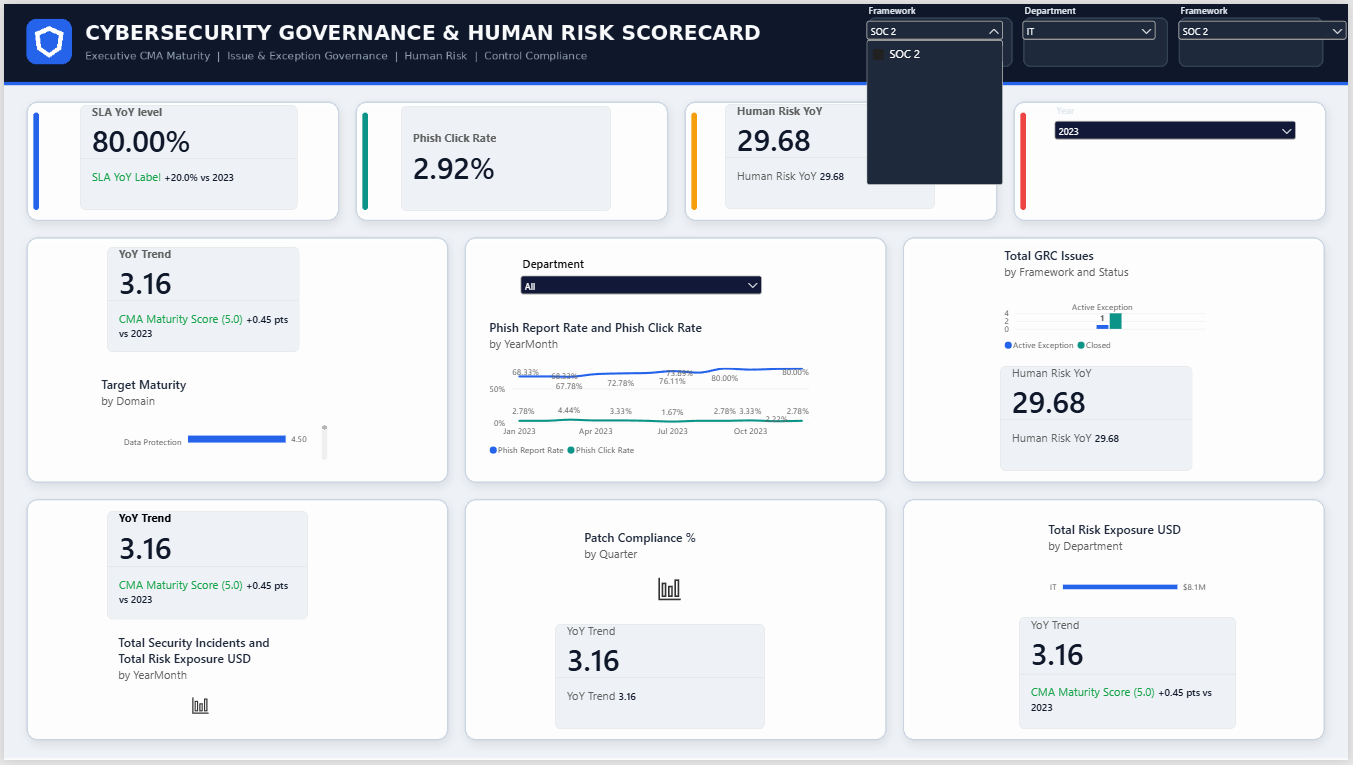 CYBERSECURITY GOVERNANCE & HUMAN RISK SCORECARD
Executive CMA Maturity | Issue & Exception Governance | Human Risk | Control Compliance
Framework
SOC 2
SOC 2
Department
IT
Framework
SOC 2
SLA YoY level
80.00%
SLA YoY Label +20.0% vs 2023
Phish Click Rate
2.92%
Human Risk YoY
29.68
Human Risk YoY 29.68
Year
2023
YoY Trend
3.16
CMA Maturity Score (5.0) +0.45 pts
vs 2023
Target Maturity
by Domain
Data Protection 4.50
Department
All
Phish Report Rate and Phish Click Rate
by YearMonth
50%
0%
68.33%
68.33%
67.78%
72.78%
73.89%
76.11%
80.00%
80.00%
2.78%
4.44%
3.33%
1.67%
2.78%
3.33%
2.22%
2.78%
Jan 2023
Apr 2023
Jul 2023
Oct 2023
Phish Report Rate Phish Click Rate
Total GRC Issues
by Framework and Status
Active Exception
4
2
0
1
Active Exception Closed
Human Risk YoY
29.68
Human Risk YoY 29.68
YoY Trend
3.16
CMA Maturity Score (5.0) +0.45 pts
vs 2023
Total Security Incidents and
Total Risk Exposure USD
by YearMonth
Patch Compliance %
by Quarter
YoY Trend
3.16
YoY Trend 3.16
Total Risk Exposure USD
by Department
IT $8.1M
YoY Trend
3.16
CMA Maturity Score (5.0) +0.45 pts vs
2023